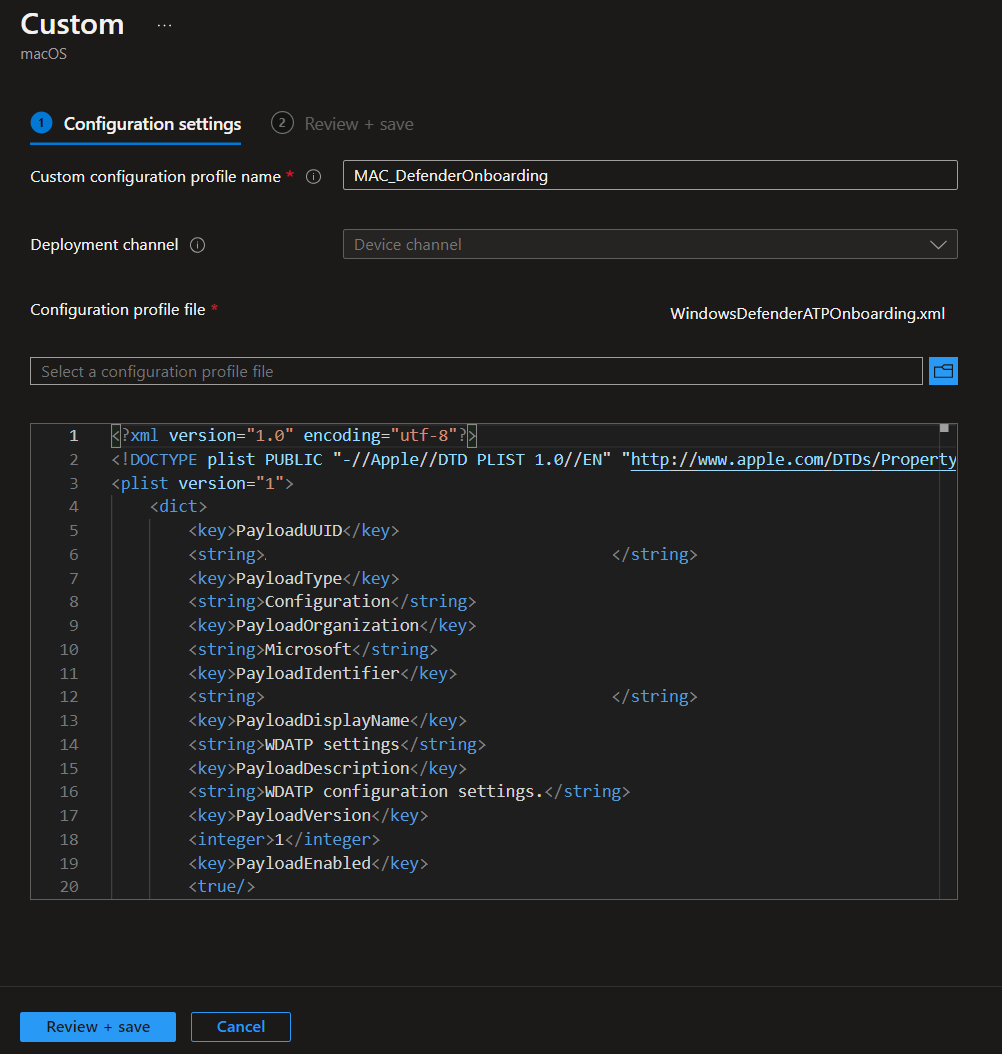 Custom ...
macOS
1 Configuration settings 2 Review + save
Custom configuration profile name * MAC_DefenderOnboarding
Deployment channel Device channel
Configuration profile file * WindowsDefenderATPOnboarding.xml
Select a configuration profile file
1 <?xml version="1.0" encoding="utf-8"?>
2 <!DOCTYPE plist PUBLIC "-//Apple//DTD PLIST 1.0//EN" "http://www.apple.com/DTDs/Property
3 <plist version="1">
4 <dict>
5 <key>PayloadUUID</key>
6 <string> </string>
7 <key>PayloadType</key>
8 <string>Configuration</string>
9 <key>PayloadOrganization</key>
10 <string>Microsoft</string>
11 <key>PayloadIdentifier</key>
12 <string> </string>
13 <key>PayloadDisplayName</key>
14 <string>WDATP settings</string>
15 <key>PayloadDescription</key>
16 <string>WDATP configuration settings.</string>
17 <key>PayloadVersion</key>
18 <integer>1</integer>
19 <key>PayloadEnabled</key>
20 <true/>
Review + save Cancel